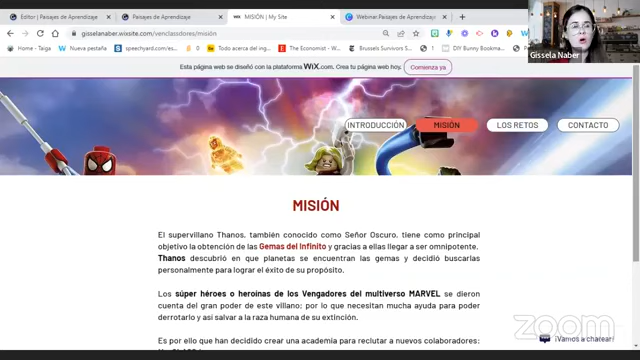 Editor | Paisajes de Aprendizaje
Paisajes de Aprendizaje
MISIÓN | My Site
Webinar Paisajes de Aprendizaje
gisselanaber.wixsite.com/venclassdores/misión
Home - Taiga
Nueva pestaña
speechyard.com/es...
Todo acerca del ing...
The Economist - W...
Brussels Survivors S...
DIY Bunny Bookma...
Esta página web se diseñó con la plataforma WiX.com. Crea tu página web hoy. Comienza ya
Gissela Naber
INTRODUCCIÓN
MISIÓN
LOS RETOS
CONTACTO
MISIÓN
El supervillano Thanos, también conocido como Señor Oscuro, tiene como principal
objetivo la obtención de las Gemas del Infinito y gracias a ellas llegar a ser omnipotente.
Thanos descubrió en que planetas se encuentran las gemas y decidió buscarlas
personalmente para lograr el éxito de su propósito.
Los súper héroes o heroínas de los Vengadores del multiverso MARVEL se dieron
cuenta del gran poder de este villano; por lo que necesitan mucha ayuda para poder
derrotarlo y así salvar a la raza humana de su extinción.
Es por ello que han decidido crear una academia para reclutar a nuevos colaboradores:
zoom
¡Vamos a chatear!